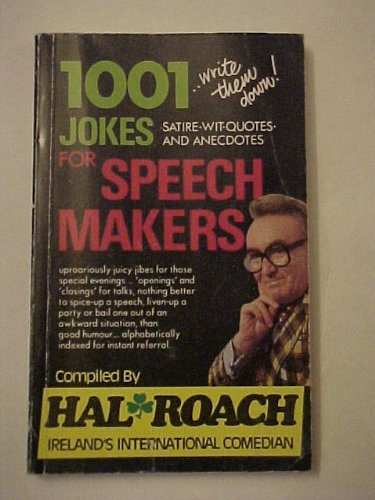 1001
..write
them
down!
JOKES
SATIRE-WIT-QUOTES-
AND ANECDOTES
FOR SPEECH
MAKERS
uproariously juicy jibes for those
special evenings... 'openings' and
'closings' for talks, nothing better
to spice-up a speech, liven-up a
party or bail one out of an
awkward situation, than
good humour... alphabetically
indexed for instant referral.
Compiled By
HAL ROACH
IRELAND'S INTERNATIONAL COMEDIAN